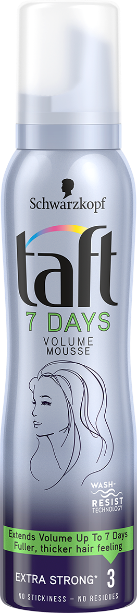 Schwarzkopf
taft
7 DAYS
VOLUME
MOUSSE
WASH-
RESIST
TECHNOLOGY
Extends Volume Up To 7 Days
Fuller, thicker hair feeling
EXTRA STRONG* 3
NO STICKINESS – NO RESIDUES